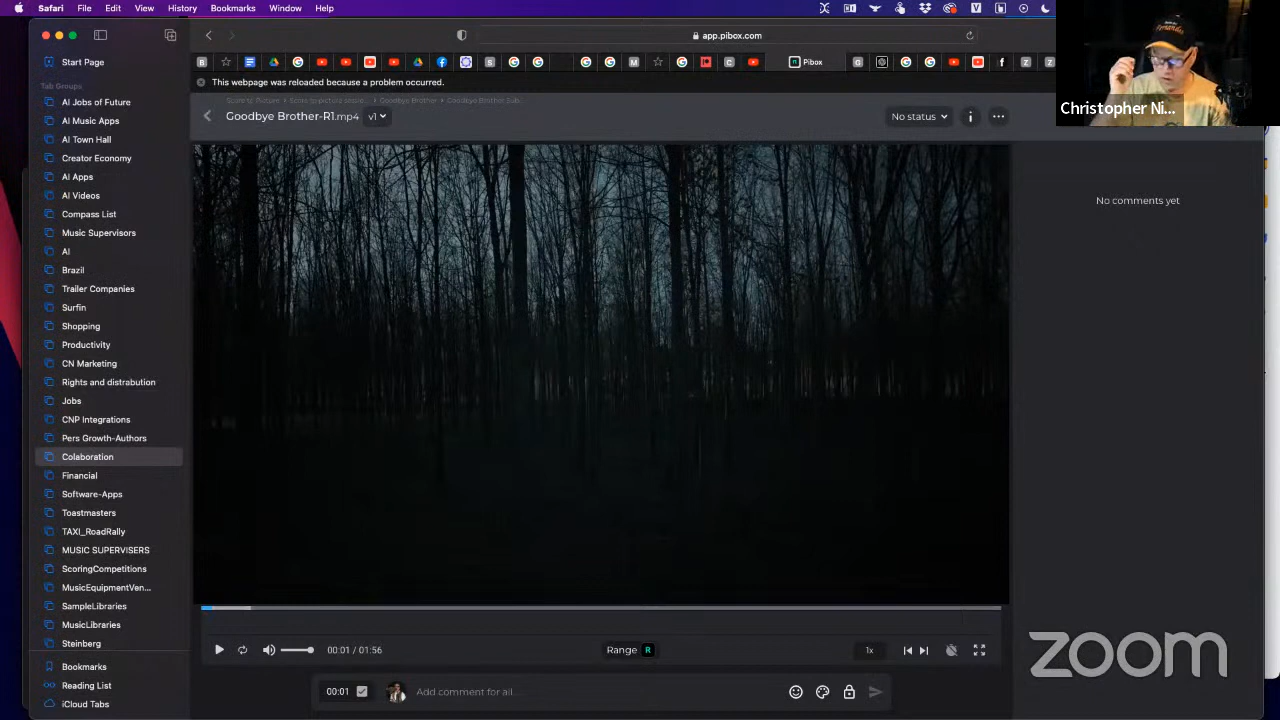 Safari File Edit View History Bookmarks Window Help
app.pibox.com
Start Page
Pibox
This webpage was reloaded because a problem occurred.
Tab Groups
Goodbye Brother-R1.mp4 v1
No status
Christopher Ni...
No comments yet
AI Jobs of Future
AI Music Apps
AI Town Hall
Creator Economy
AI Apps
AI Videos
Compass List
Music Supervisors
AI
Brazil
Trailer Companies
Surfin
Shopping
Productivity
CN Marketing
Rights and distrabution
Jobs
CNP Integrations
Pers Growth-Authors
Colaboration
Financial
Software-Apps
Toastmasters
TAXI_RoadRally
MUSIC SUPERVISERS
ScoringCompetitions
MusicEquipmentVen...
SampleLibraries
MusicLibraries
Steinberg
Bookmarks
Reading List
iCloud Tabs
00:01 / 01:56
Range R
1x
00:01
Add comment for all...
zoom